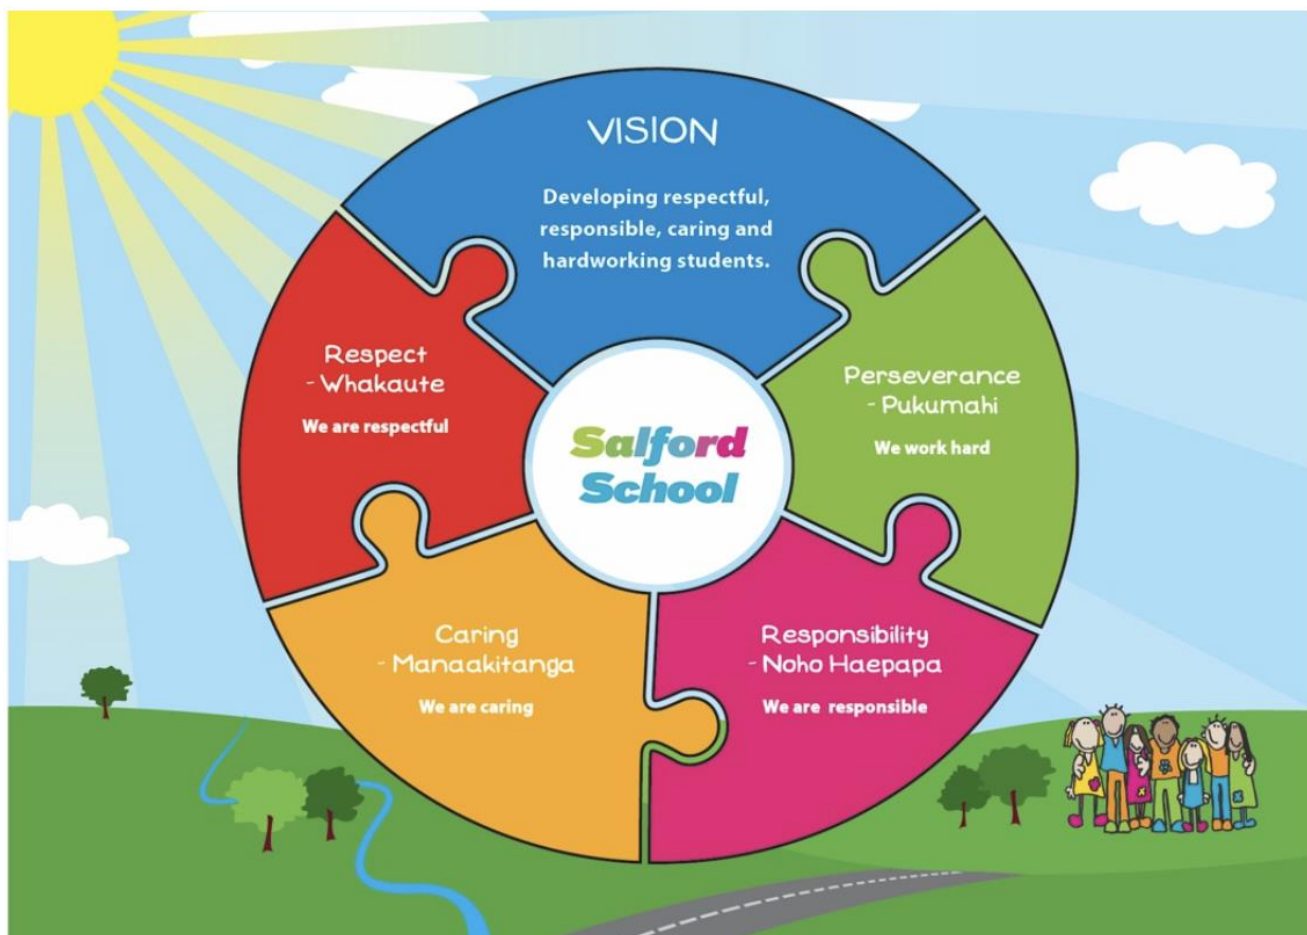 VISION
Developing respectful,
responsible, caring and
hardworking students.
Respect
- Whakaute
We are respectful
Perseverance
- Pukumahi
We work hard
Salford
School
Caring
- Manaakitanga
We are caring
Responsibility
- Noho Haepapa
We are responsible